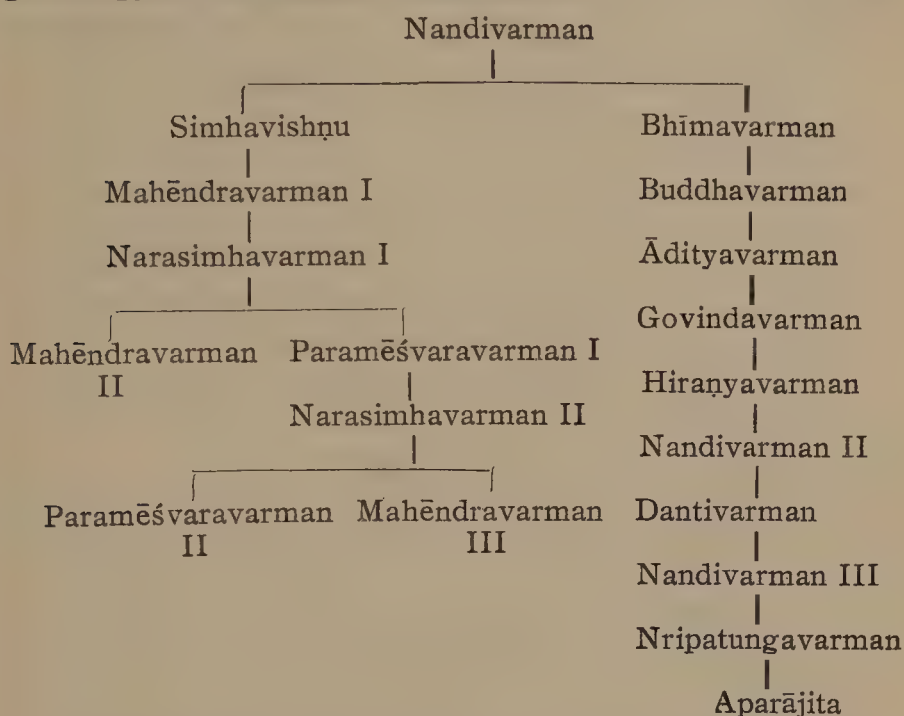 Nandivarman
Simhavishṇu Bhīmavarman
Mahēndravarman I Buddhavarman
Narasimhavarman I Ādityavarman
Govindavarman
Mahēndravarman Paramēśvaravarman I
II
Hiraṇyavarman
Narasimhavarman II
Nandivarman II
Paramēśvaravarman Mahēndravarman Dantivarman
II III
Nandivarman III
Nripatungavarman
Aparājita